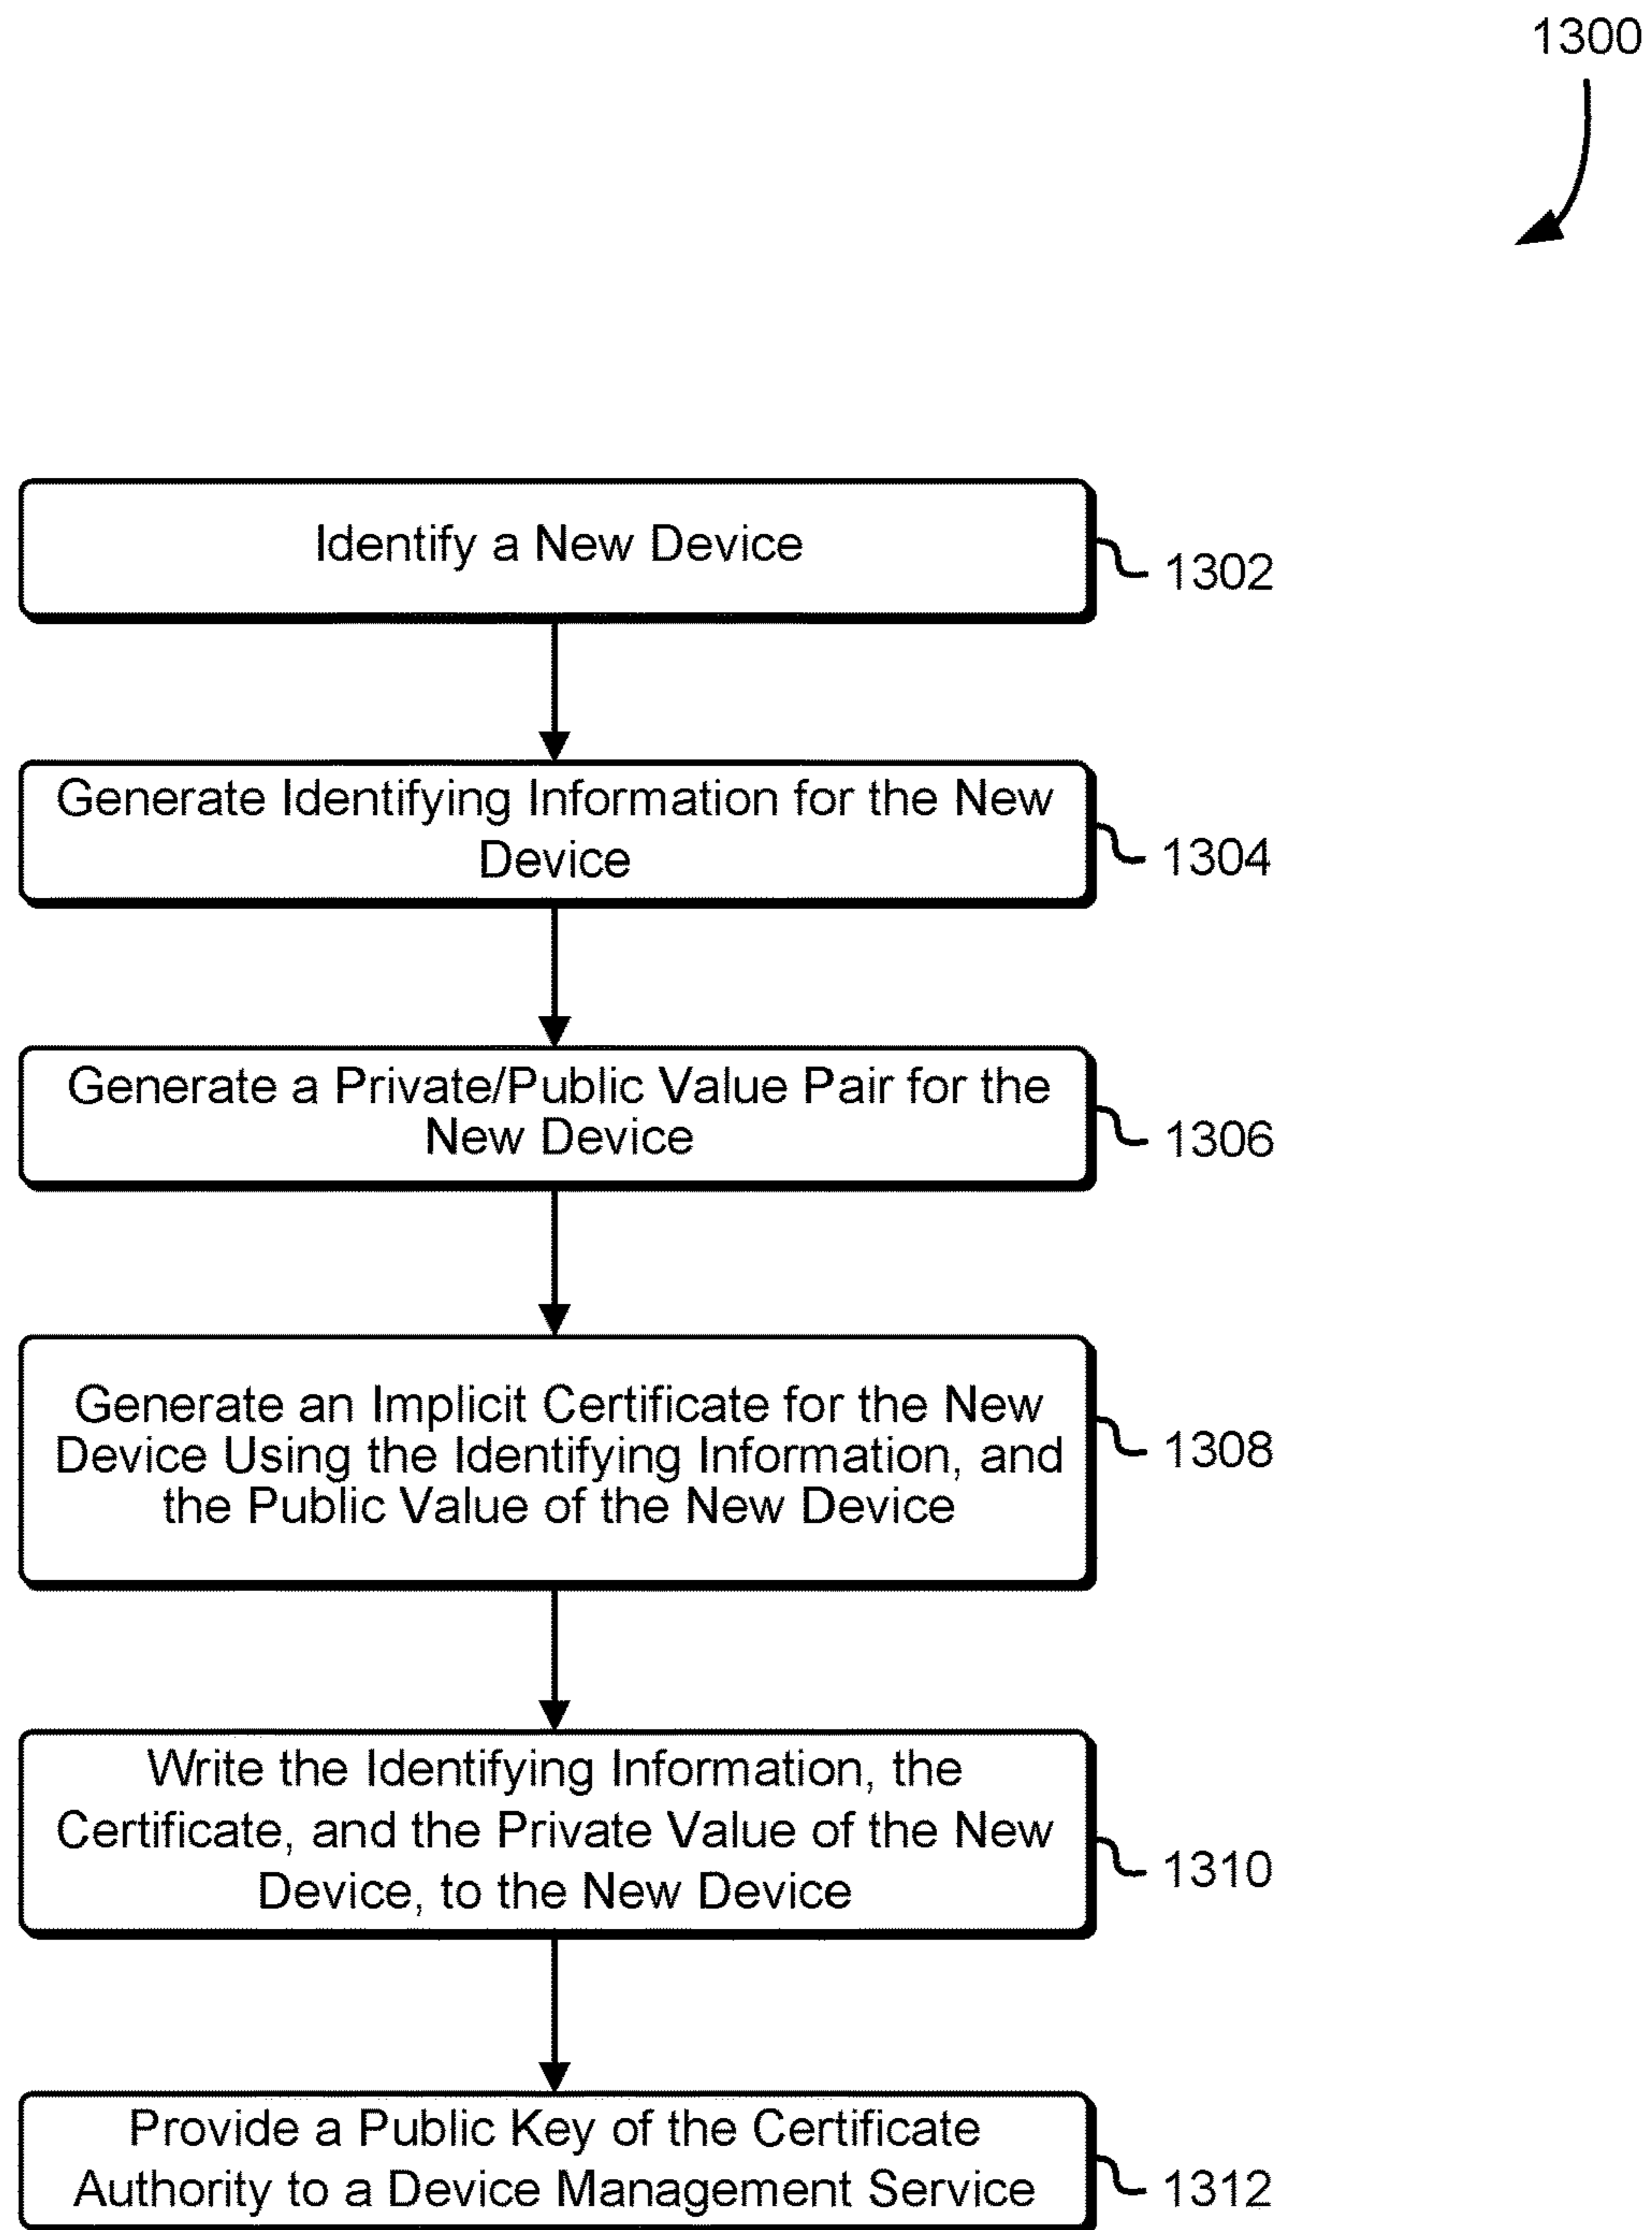 1300
Identify a New Device
1302
Generate Identifying Information for the New
Device
1304
Generate a Private/Public Value Pair for the
New Device
1306
Generate an Implicit Certificate for the New
Device Using the Identifying Information, and
the Public Value of the New Device
1308
Write the Identifying Information, the
Certificate, and the Private Value of the New
Device, to the New Device
1310
Provide a Public Key of the Certificate
Authority to a Device Management Service
1312